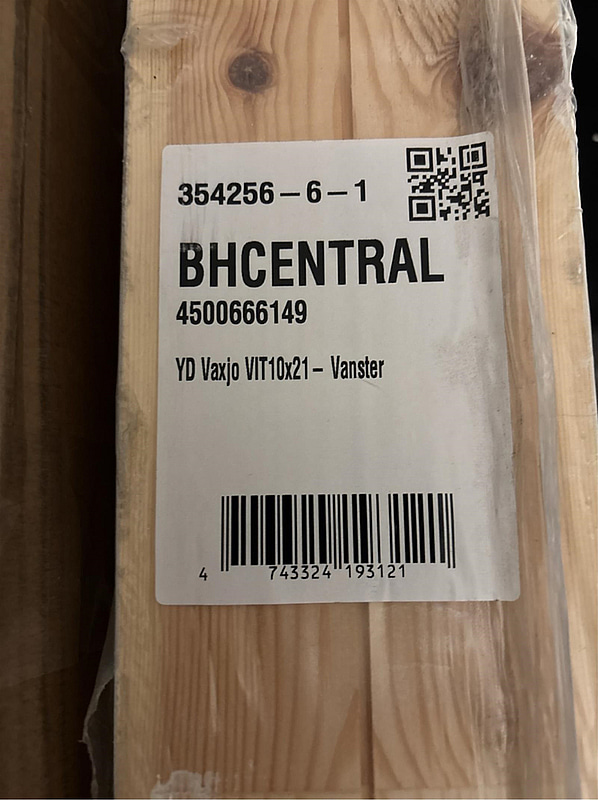 354256–6–1
BHCENTRAL
4500666149
YD Vaxjo VIT10x21– Vanster
4 743324 193121